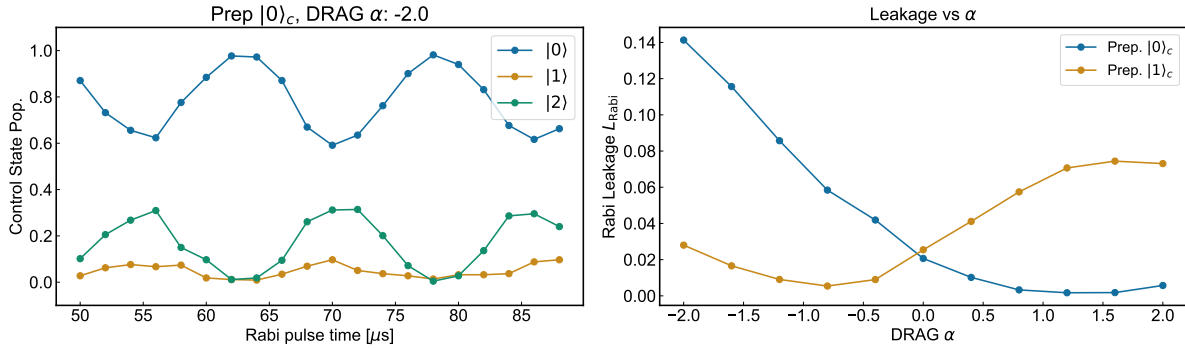 Prep |0⟩c, DRAG α: -2.0
Control State Pop.
1.0
0.8
0.6
0.4
0.2
0.0
|0⟩
|1⟩
|2⟩
50 55 60 65 70 75 80 85
Rabi pulse time [μs]
Leakage vs α
Rabi Leakage LRabi
0.14
0.12
0.10
0.08
0.06
0.04
0.02
0.00
Prep. |0⟩c
Prep. |1⟩c
−2.0 −1.5 −1.0 −0.5 0.0 0.5 1.0 1.5 2.0
DRAG α